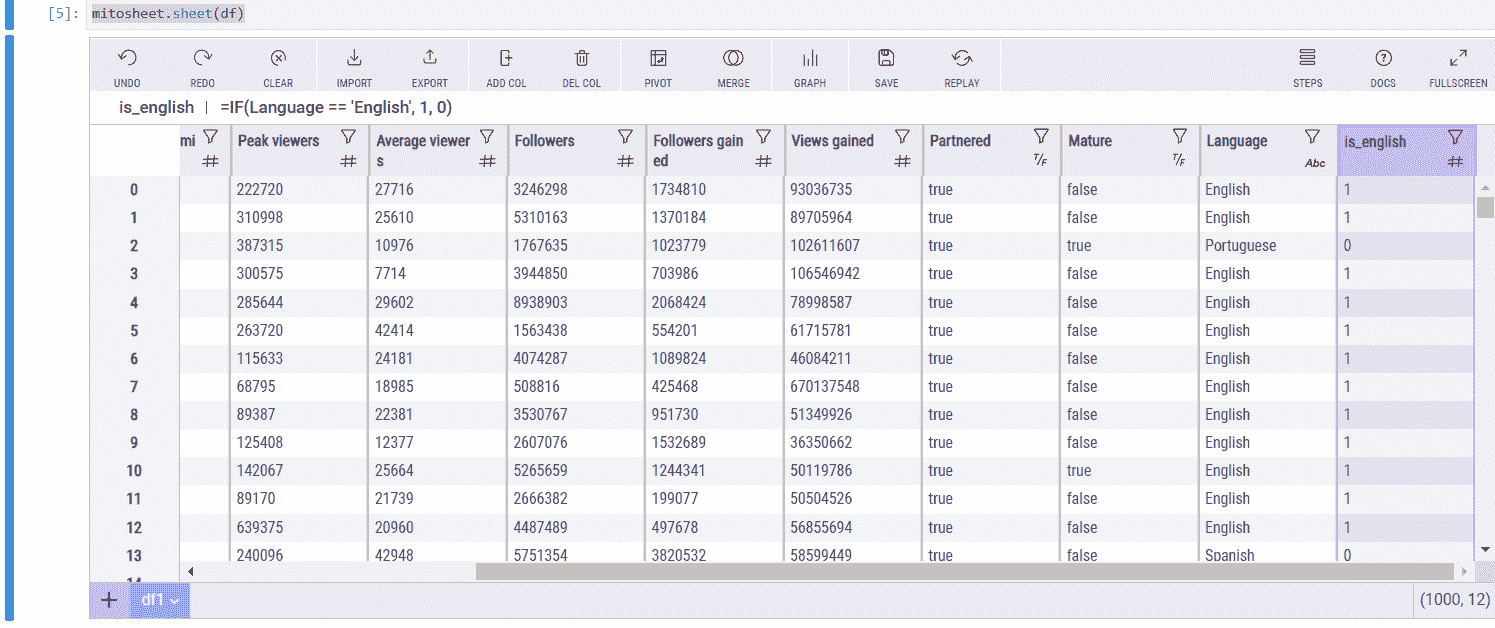 [5]: mitosheet.sheet(df)
UNDO REDO CLEAR IMPORT EXPORT ADD COL DEL COL PIVOT MERGE GRAPH SAVE REPLAY STEPS DOCS FULLSCREEN
is_english | =IF(Language == 'English', 1, 0)
mi Peak viewers Average viewer Followers Followers gain Views gained Partnered Mature Language is_english
# # s # # ed # # T/F T/F Abc #
0 222720 27716 3246298 1734810 93036735 true false English 1
1 310998 25610 5310163 1370184 89705964 true false English 1
2 387315 10976 1767635 1023779 102611607 true true Portuguese 0
3 300575 7714 3944850 703986 106546942 true false English 1
4 285644 29602 8938903 2068424 78998587 true false English 1
5 263720 42414 1563438 554201 61715781 true false English 1
6 115633 24181 4074287 1089824 46084211 true false English 1
7 68795 18985 508816 425468 670137548 true false English 1
8 89387 22381 3530767 951730 51349926 true false English 1
9 125408 12377 2607076 1532689 36350662 true false English 1
10 142067 25664 5265659 1244341 50119786 true true English 1
11 89170 21739 2666382 199077 50504526 true false English 1
12 639375 20960 4487489 497678 56855694 true false English 1
13 240096 42948 5751354 3820532 58599449 true false Spanish 0
+ df1 (1000, 12)